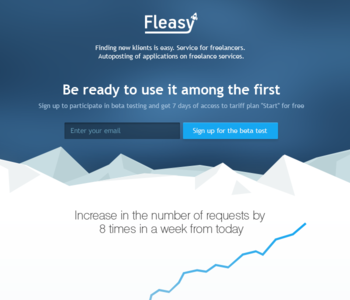 Fleasy
Finding new klients is easy. Service for freelancers.
Autoposting of applications on freelance services.
Be ready to use it among the first
Sign up to participate in beta testing and get 7 days of access to tariff plan "Start" for free
Enter your email
Sign up for the beta test
Increase in the number of requests by
8 times in a week from today